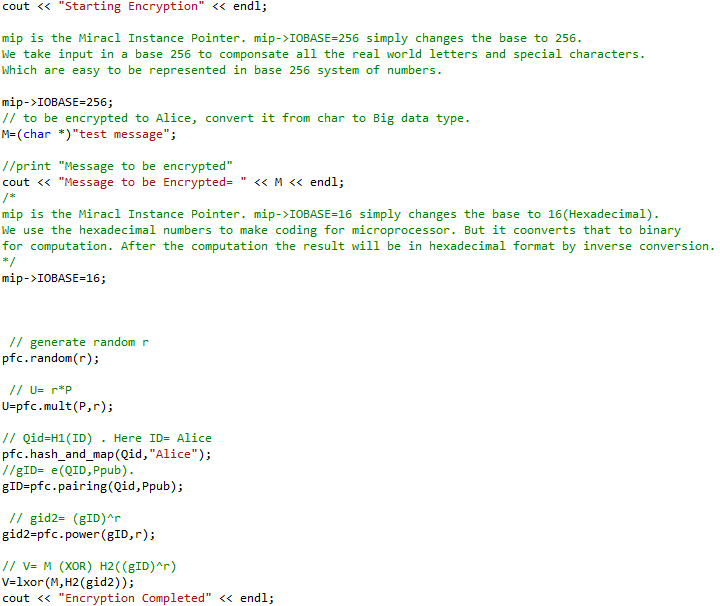 cout << "Starting Encryption" << endl;
mip is the Miracl Instance Pointer. mip->IOBASE=256 simply changes the base to 256.
We take input in a base 256 to componsate all the real world letters and special characters.
Which are easy to be represented in base 256 system of numbers.
mip->IOBASE=256;
// to be encrypted to Alice, convert it from char to Big data type.
M=(char *)"test message";
//print "Message to be encrypted"
cout << "Message to be Encrypted= " << M << endl;
/*
mip is the Miracl Instance Pointer. mip->IOBASE=16 simply changes the base to 16(Hexadecimal).
We use the hexadecimal numbers to make coding for microprocessor. But it coonverts that to binary
for computation. After the computation the result will be in hexadecimal format by inverse conversion.
*/
mip->IOBASE=16;
// generate random r
pfc.random(r);
// U= r*P
U=pfc.mult(P,r);
// Qid=H1(ID) . Here ID= Alice
pfc.hash_and_map(Qid,"Alice");
//gID= e(QID,Ppub).
gID=pfc.pairing(Qid,Ppub);
// gid2= (gID)^r
gid2=pfc.power(gID,r);
// V= M (XOR) H2((gID)^r)
V=lxor(M,H2(gid2));
cout << "Encryption Completed" << endl;